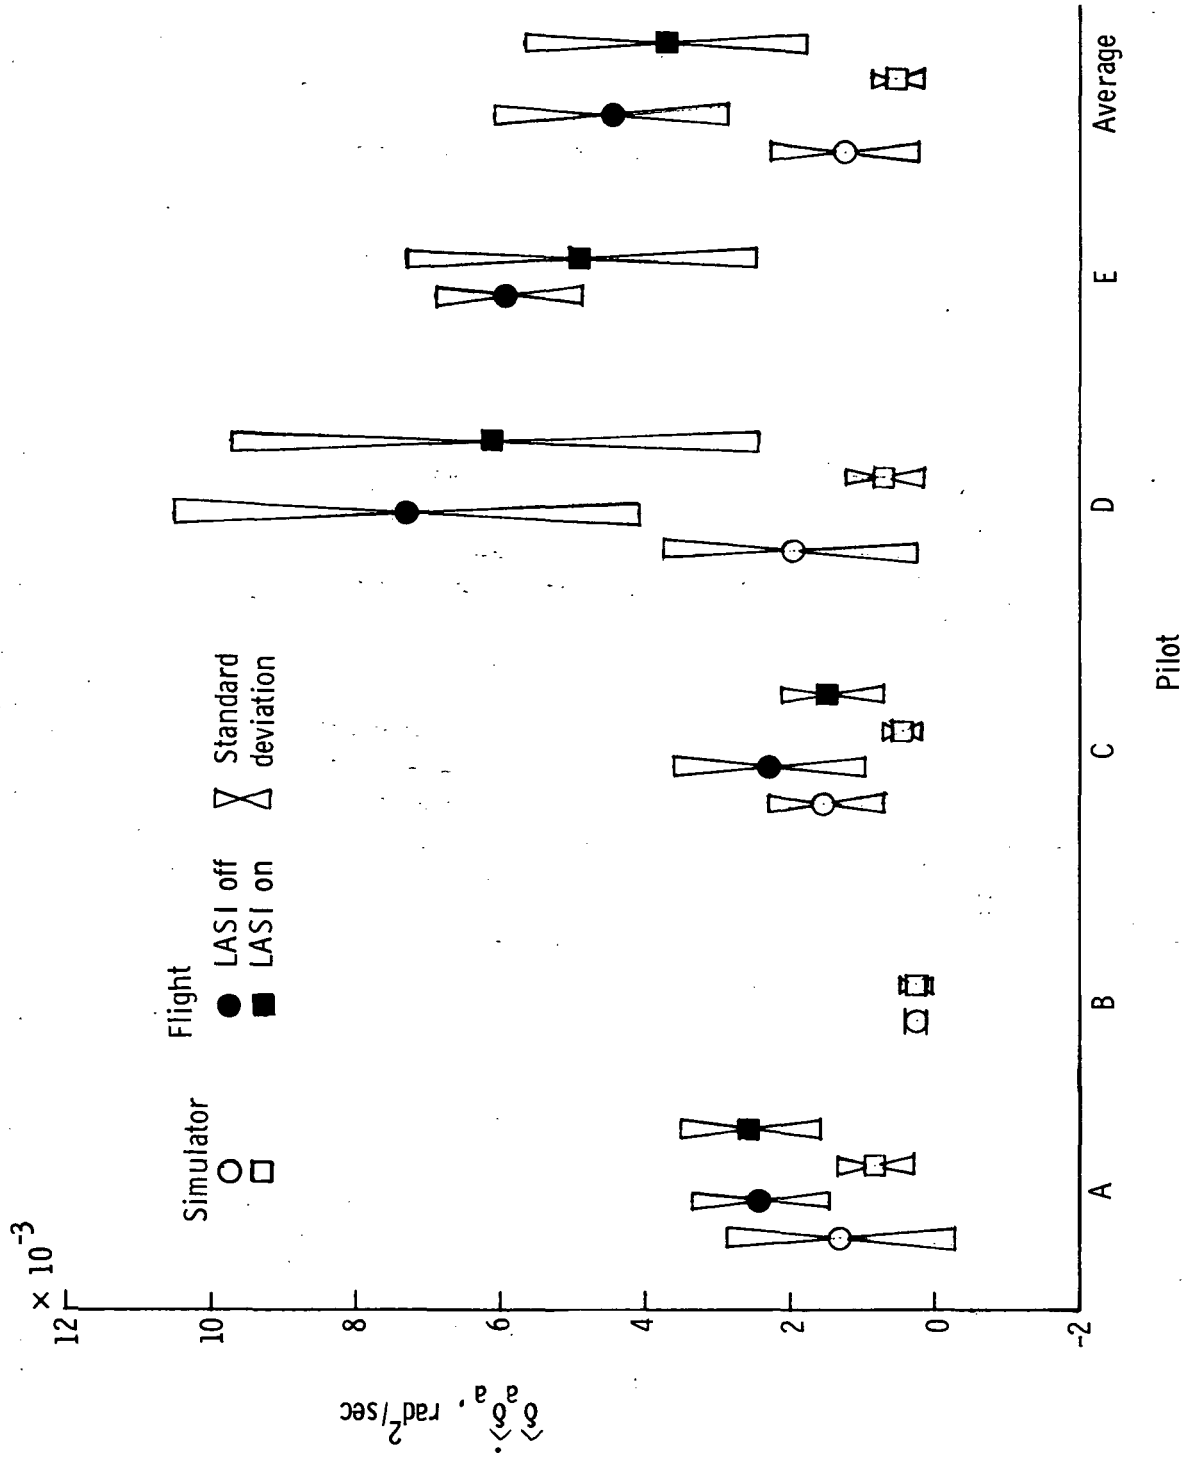 × 10⁻³
12
10
8
6
4
2
0
-2
δ̂̇ₐδ̂ₐ, rad²/sec
Simulator
Flight
LASI off
LASI on
Standard
deviation
A
B
C
D
E
Average
Pilot